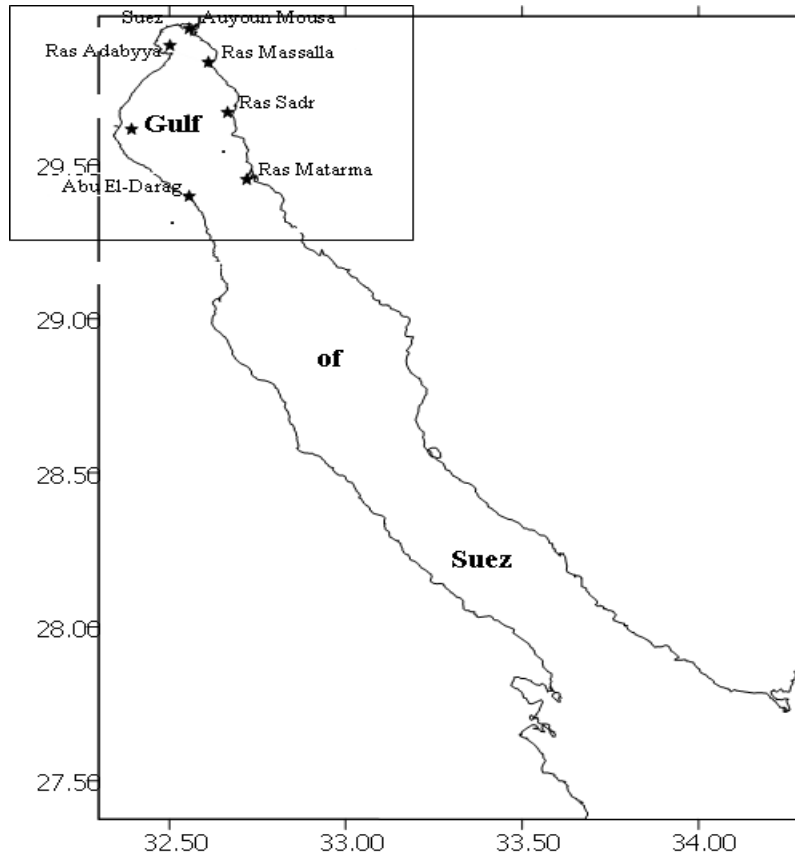 Suez Auyoun Mousa
Ras Adabyya Ras Massalla
Ras Sadr
Gulf
29.50
Ras Matarma
Abu El-Darag
29.00
of
28.50
Suez
28.00
27.50
32.50 33.00 33.50 34.00